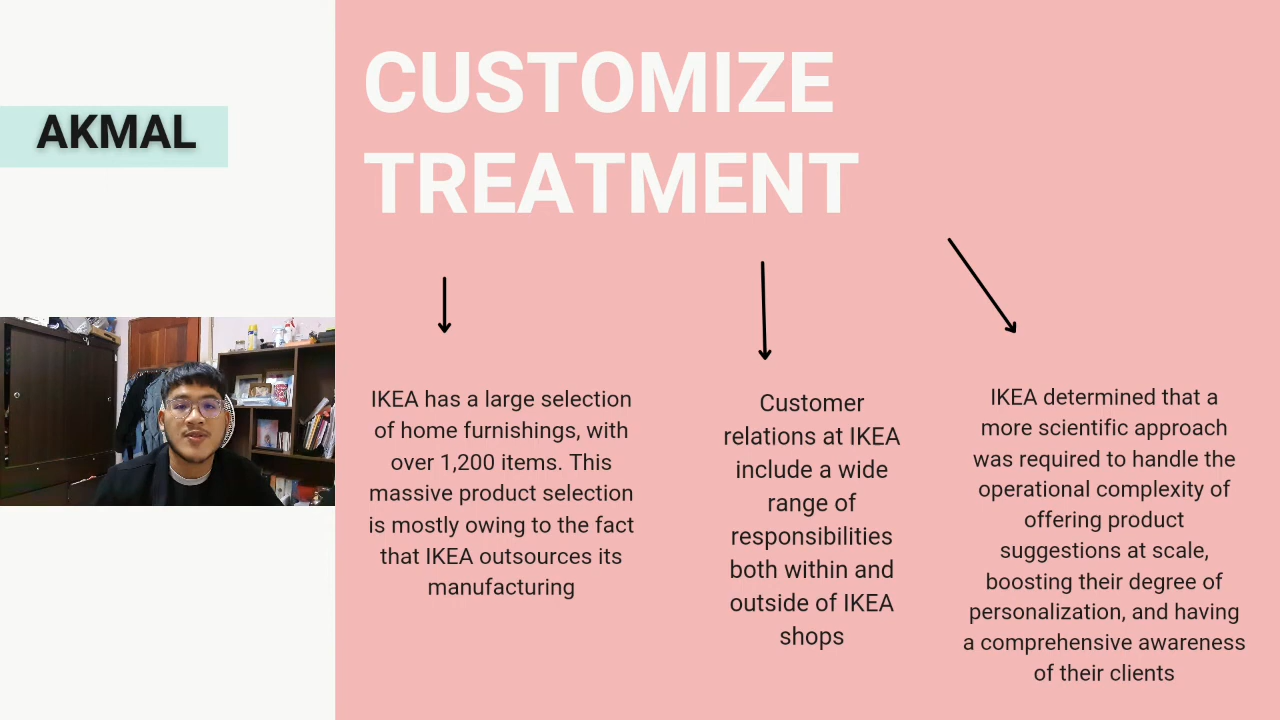 CUSTOMIZE
TREATMENT
AKMAL
IKEA has a large selection
of home furnishings, with
over 1,200 items. This
massive product selection
is mostly owing to the fact
that IKEA outsources its
manufacturing
Customer
relations at IKEA
include a wide
range of
responsibilities
both within and
outside of IKEA
shops
IKEA determined that a
more scientific approach
was required to handle the
operational complexity of
offering product
suggestions at scale,
boosting their degree of
personalization, and having
a comprehensive awareness
of their clients